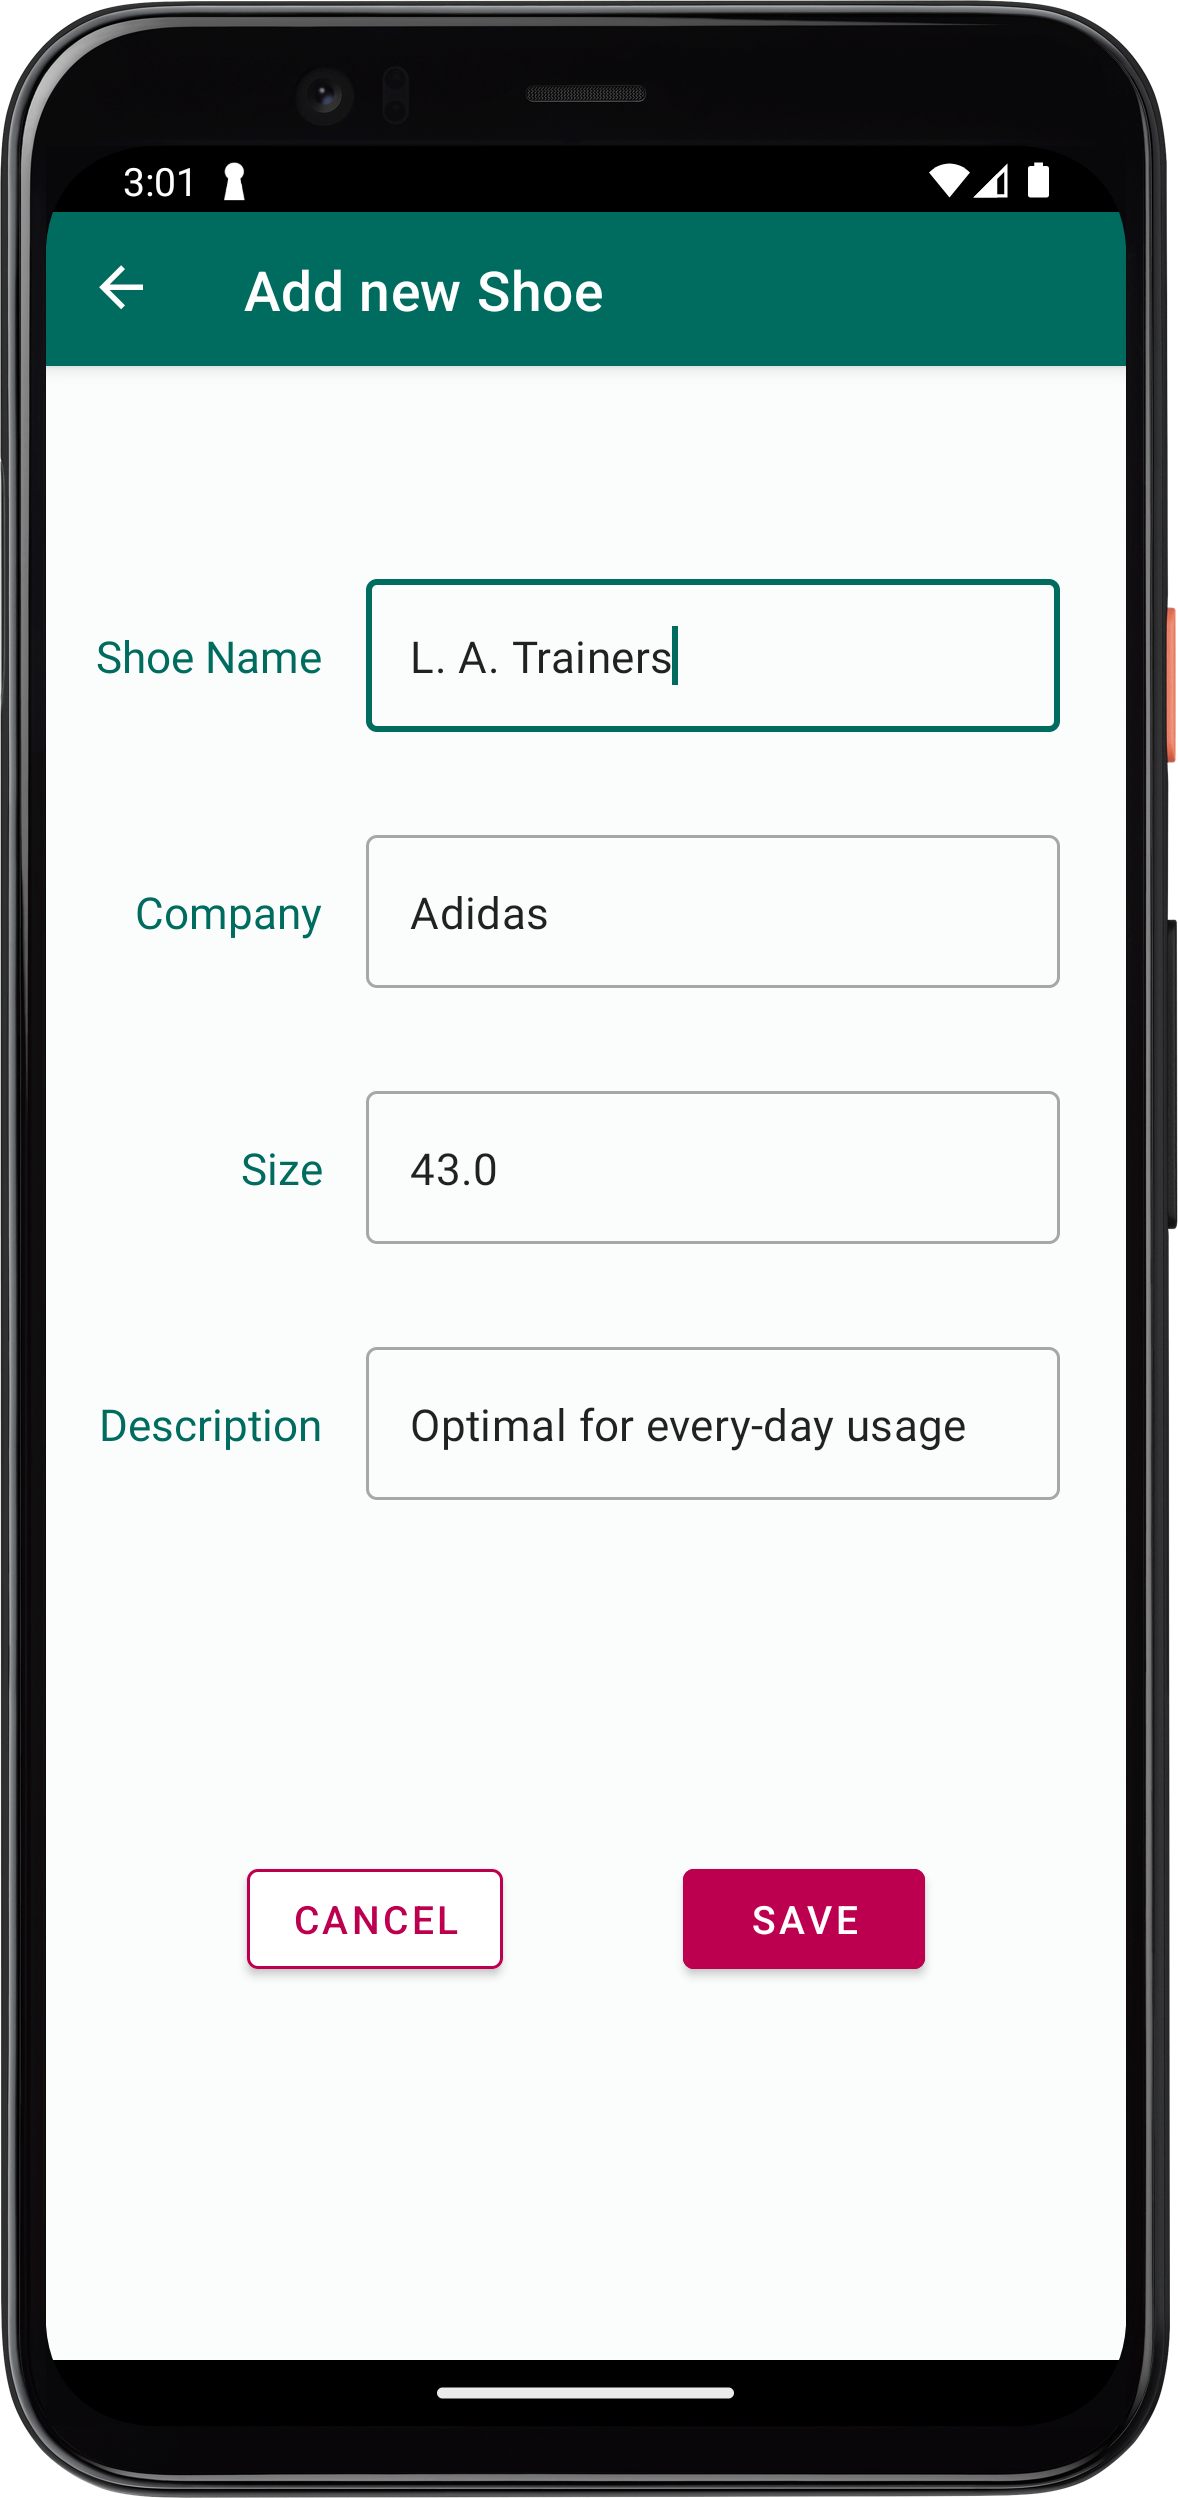 3:01
Add new Shoe
Shoe Name
L. A. Trainers
Company
Adidas
Size
43.0
Description
Optimal for every-day usage
CANCEL
SAVE